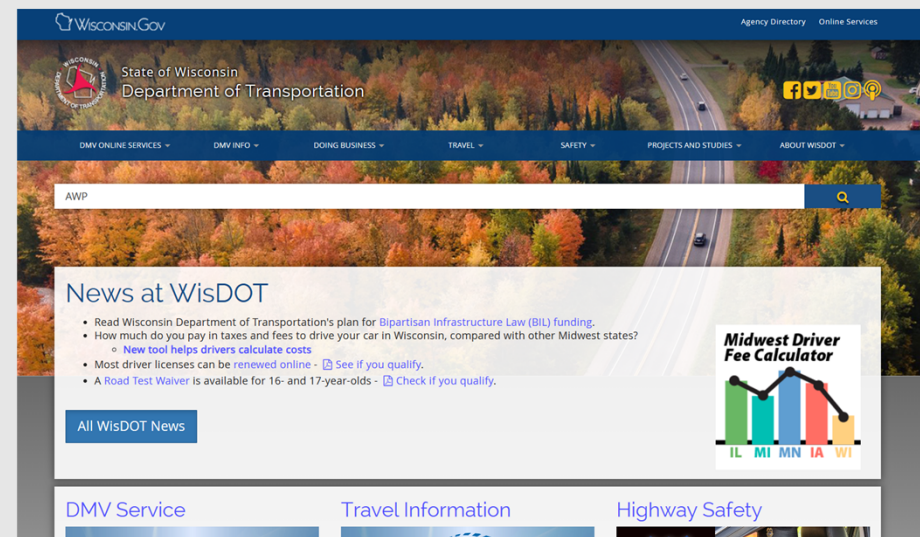 WISCONSIN.GOV
Agency Directory Online Services
WISCONSIN
DEPARTMENT OF TRANSPORTATION
State of Wisconsin
Department of Transportation
DMV ONLINE SERVICES DMV INFO DOING BUSINESS TRAVEL SAFETY PROJECTS AND STUDIES ABOUT WISDOT
AWP
News at WisDOT
• Read Wisconsin Department of Transportation's plan for Bipartisan Infrastructure Law (BIL) funding.
• How much do you pay in taxes and fees to drive your car in Wisconsin, compared with other Midwest states?
○ New tool helps drivers calculate costs
• Most driver licenses can be renewed online - See if you qualify.
• A Road Test Waiver is available for 16- and 17-year-olds - Check if you qualify.
All WisDOT News
Midwest Driver
Fee Calculator
IL MI MN IA WI
DMV Service Travel Information Highway Safety